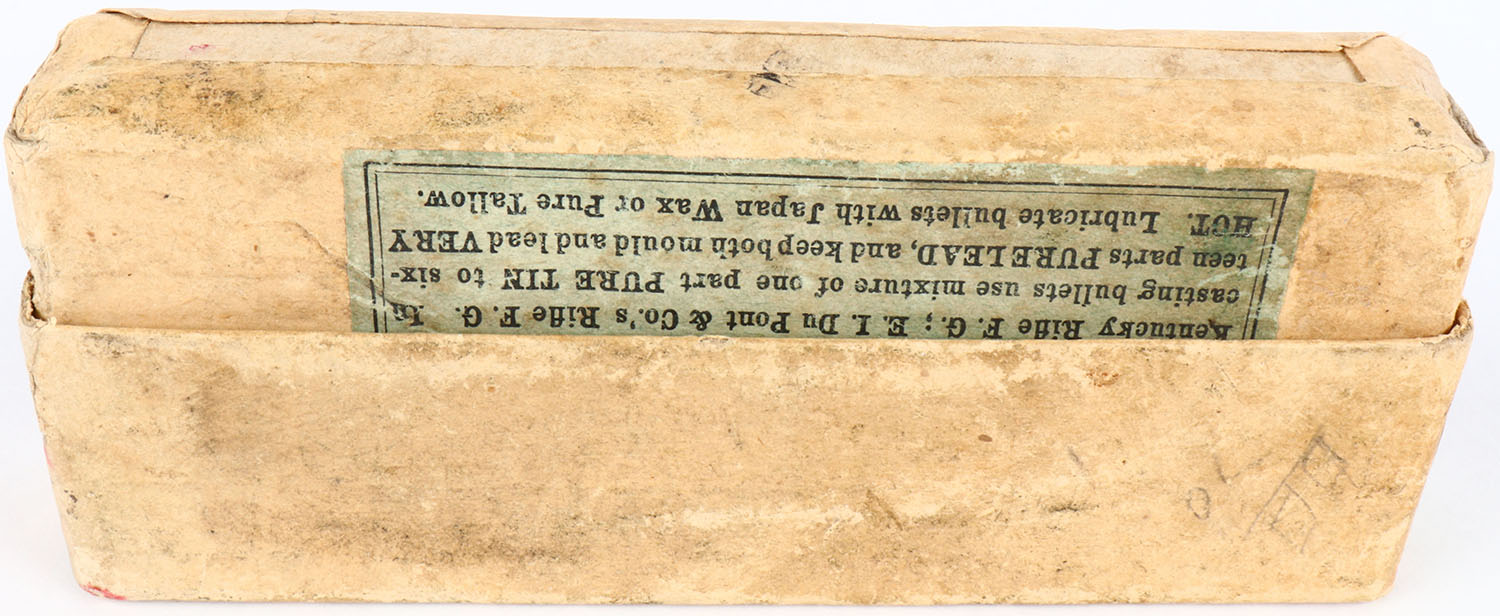 Kentucky Rifle F. G.; E. I. Du Pont & Co.'s Rifle F. G. In
casting bullets use mixture of one part PURE TIN to six-
teen parts PURE LEAD, and keep both mould and lead VERY
HOT. Lubricate bullets with Japan Wax or Pure Tallow.